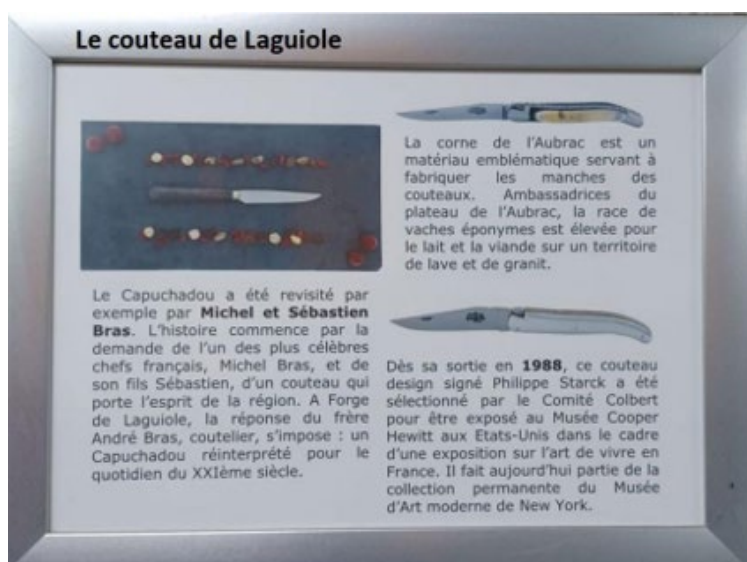 Le couteau de Laguiole
Le Capuchadou a été revisité par
exemple par Michel et Sébastien
Bras. L'histoire commence par la
demande de l'un des plus célèbres
chefs français, Michel Bras, et de
son fils Sébastien, d'un couteau qui
porte l'esprit de la région. A Forge
de Laguiole, la réponse du frère
André Bras, coutelier, s'impose : un
Capuchadou réinterprété pour le
quotidien du XXIème siècle.
La corne de l'Aubrac est un
matériau emblématique servant à
fabriquer les manches des
couteaux. Ambassadrices du
plateau de l'Aubrac, la race de
vaches éponymes est élevée pour
le lait et la viande sur un territoire
de lave et de granit.
Dès sa sortie en 1988, ce couteau
design signé Philippe Starck a été
sélectionné par le Comité Colbert
pour être exposé au Musée Cooper
Hewitt aux Etats-Unis dans le cadre
d'une exposition sur l'art de vivre en
France. Il fait aujourd'hui partie de la
collection permanente du Musée
d'Art moderne de New York.